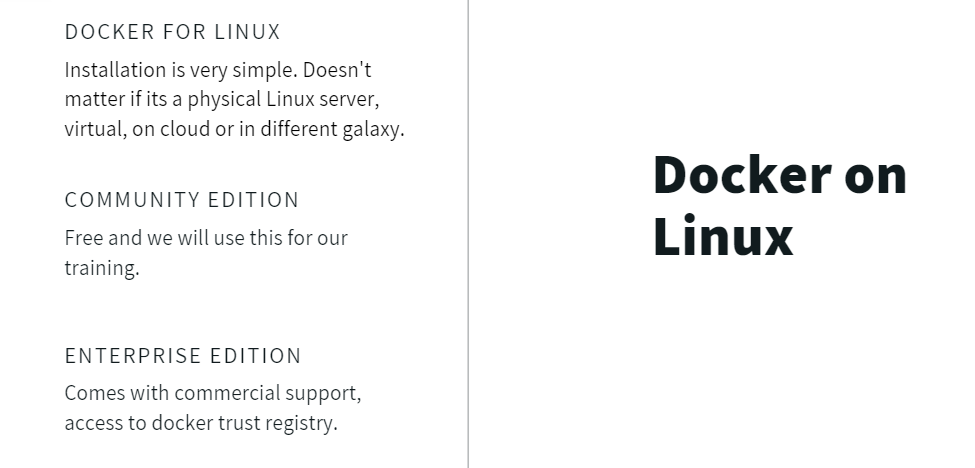 DOCKER FOR LINUX
Installation is very simple. Doesn't
matter if its a physical Linux server,
virtual, on cloud or in different galaxy.
COMMUNITY EDITION
Free and we will use this for our
training.
ENTERPRISE EDITION
Comes with commercial support,
access to docker trust registry.
Docker on
Linux